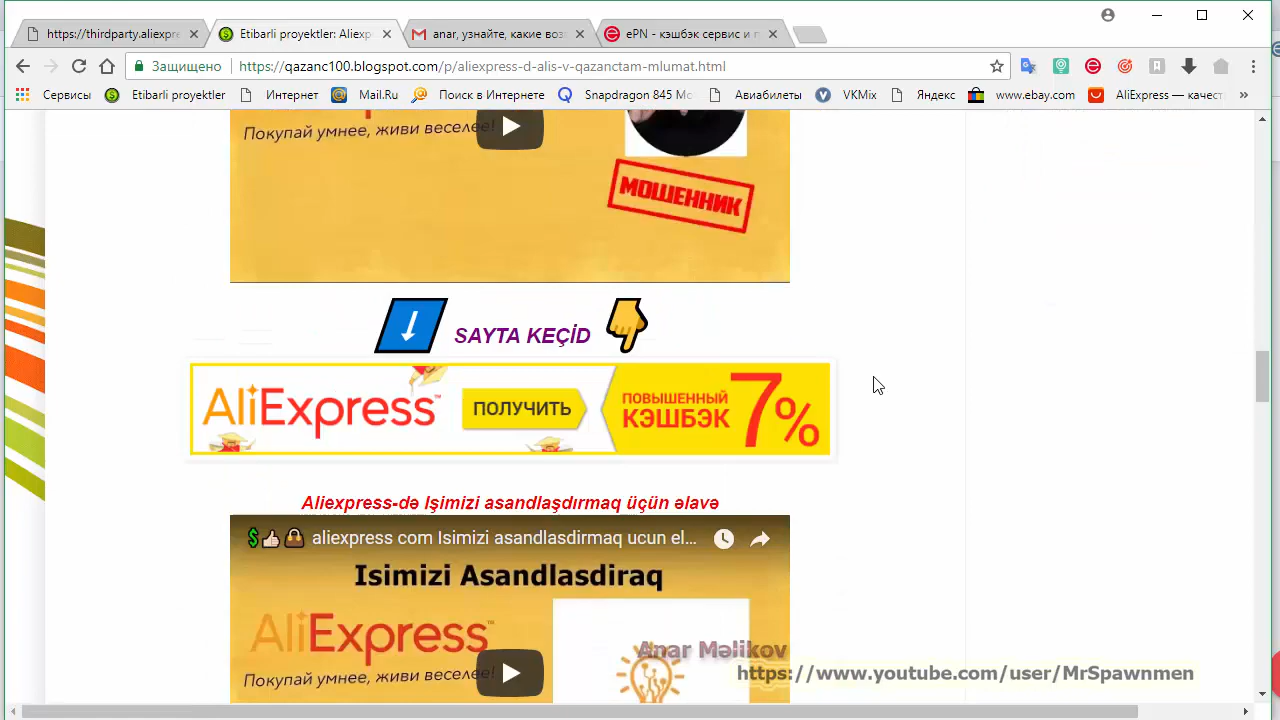 https://thirdparty.aliexpre
Etibarli proyektler: Aliexp
anar, узнайте, какие воз
ePN - кэшбэк сервис и п
Защищено
https://qazanc100.blogspot.com/p/aliexpress-d-alis-v-qazanctam-mlumat.html
Сервисы
Etibarli proyektler
Интернет
Mail.Ru
Поиск в Интернете
Snapdragon 845 Mo
Авиабилеты
VKMix
Яндекс
www.ebay.com
AliExpress — качест
»
Покупай умнее, живи веселее!
МОШЕННИК
SAYTA KEÇİD
AliExpress™
ПОЛУЧИТЬ
ПОВЫШЕННЫЙ
КЭШБЭК
7%
Aliexpress-də Işimizi asandlaşdırmaq üçün əlavə
aliexpress com Isimizi asandlasdirmaq ucun el...
Isimizi Asandlasdiraq
AliExpress™
Покупай умнее, живи веселее!
Anar Məlikov
https://www.youtube.com/user/MrSpawnmen